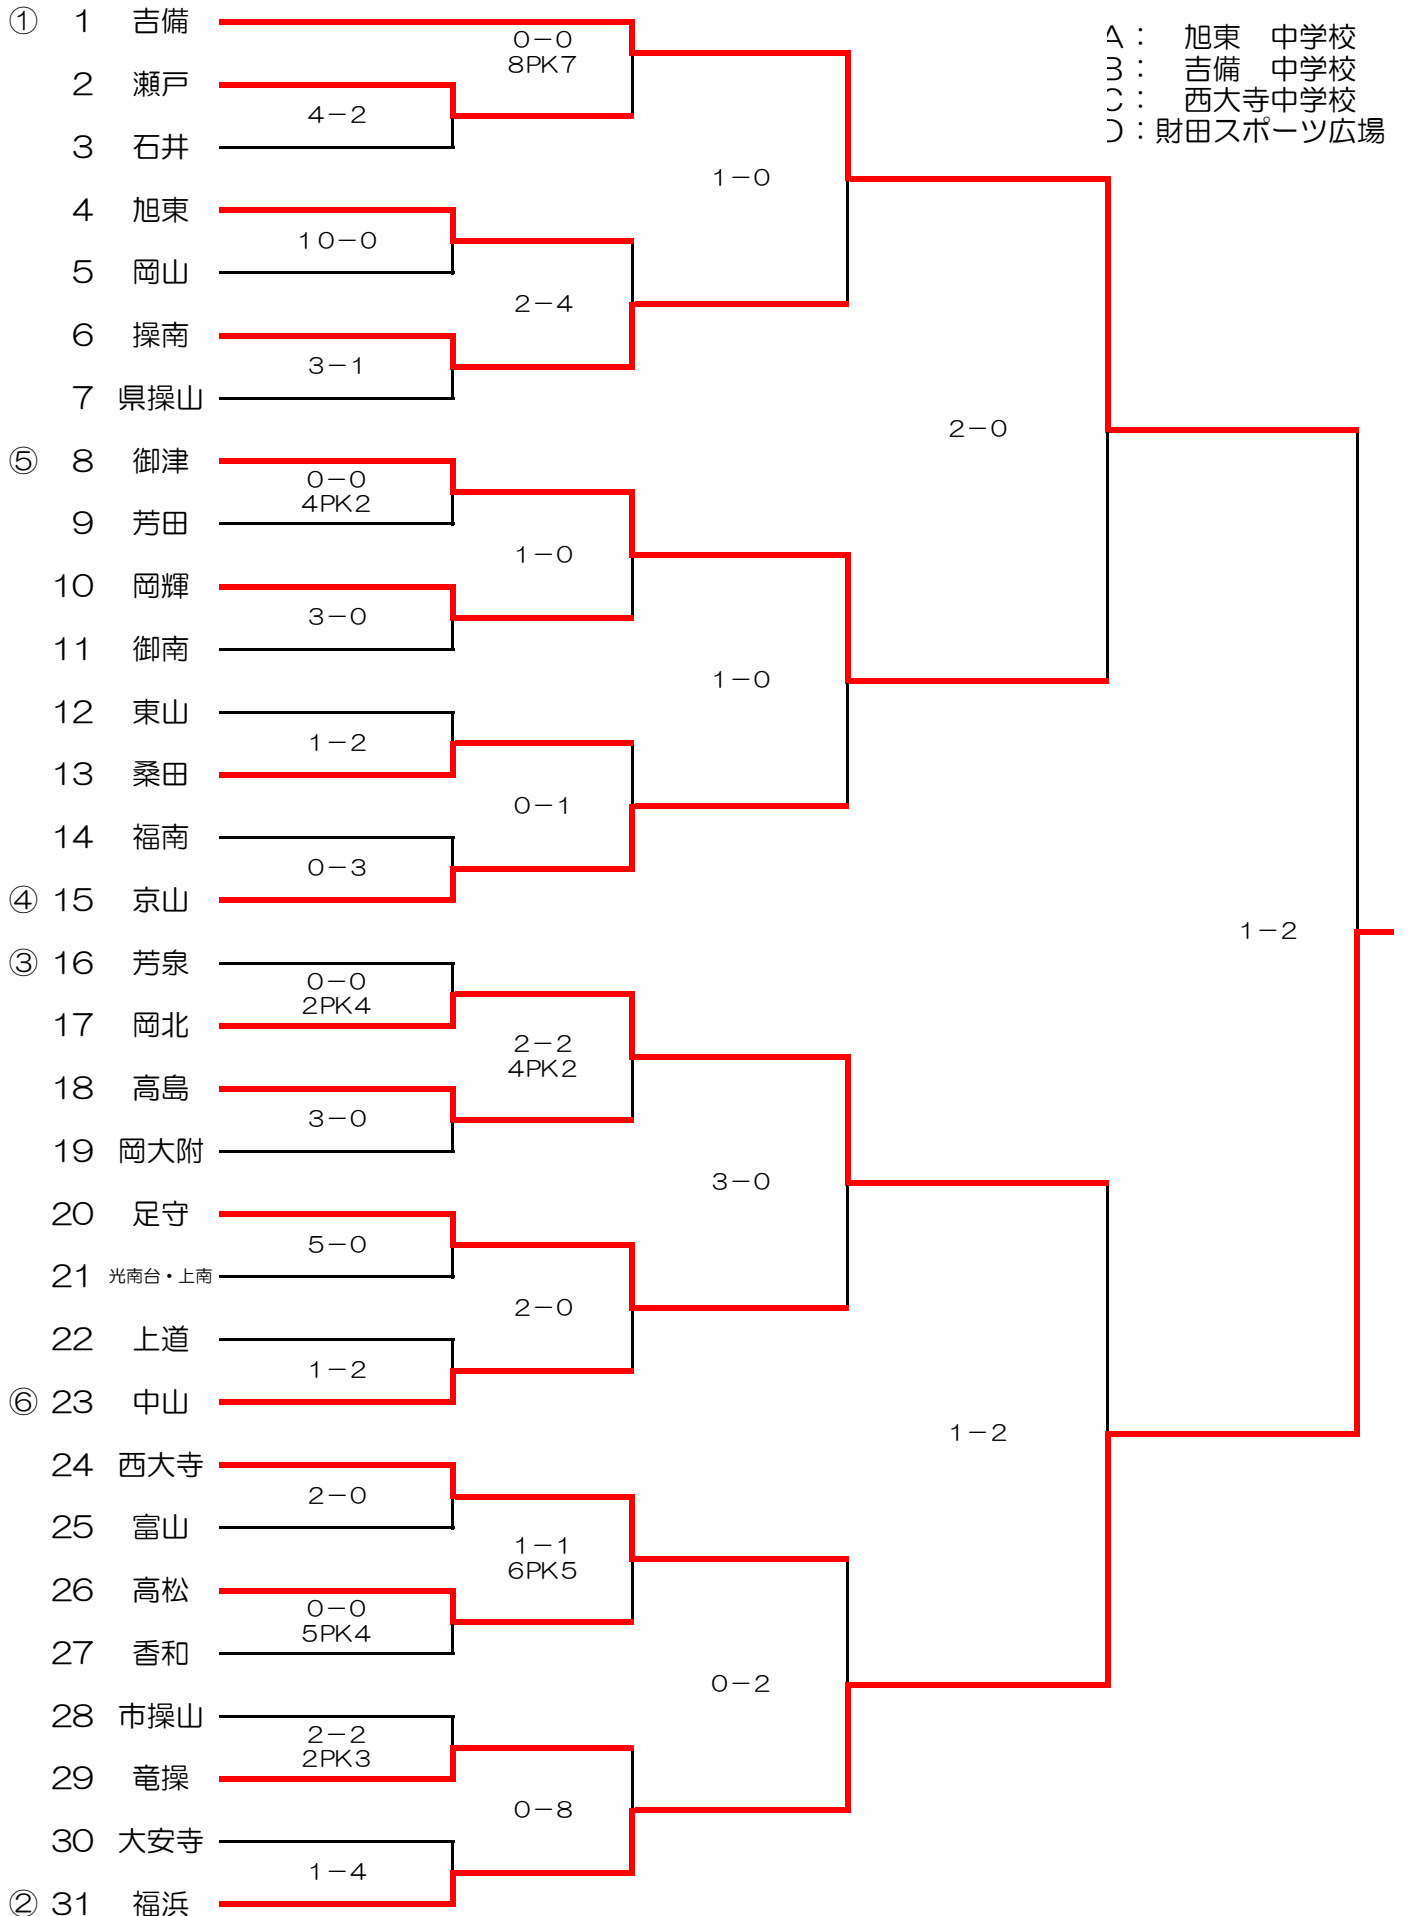 ① 1 吉備
0−0
8PK7
A： 旭東 中学校
B： 吉備 中学校
C： 西大寺中学校
D：財田スポーツ広場
2 瀬戸
4−2
3 石井
1−0
4 旭東
10−0
5 岡山
2−4
6 操南
3−1
7 県操山
2−0
⑤ 8 御津
0−0
4PK2
9 芳田
1−0
10 岡輝
3−0
11 御南
1−0
12 東山
1−2
13 桑田
0−1
14 福南
0−3
④ 15 京山
1−2
③ 16 芳泉
0−0
2PK4
17 岡北
2−2
4PK2
18 高島
3−0
19 岡大附
3−0
20 足守
5−0
21 光南台・上南
2−0
22 上道
1−2
⑥ 23 中山
1−2
24 西大寺
2−0
25 富山
1−1
6PK5
26 高松
0−0
5PK4
27 香和
0−2
28 市操山
2−2
2PK3
29 竜操
0−8
30 大安寺
1−4
② 31 福浜